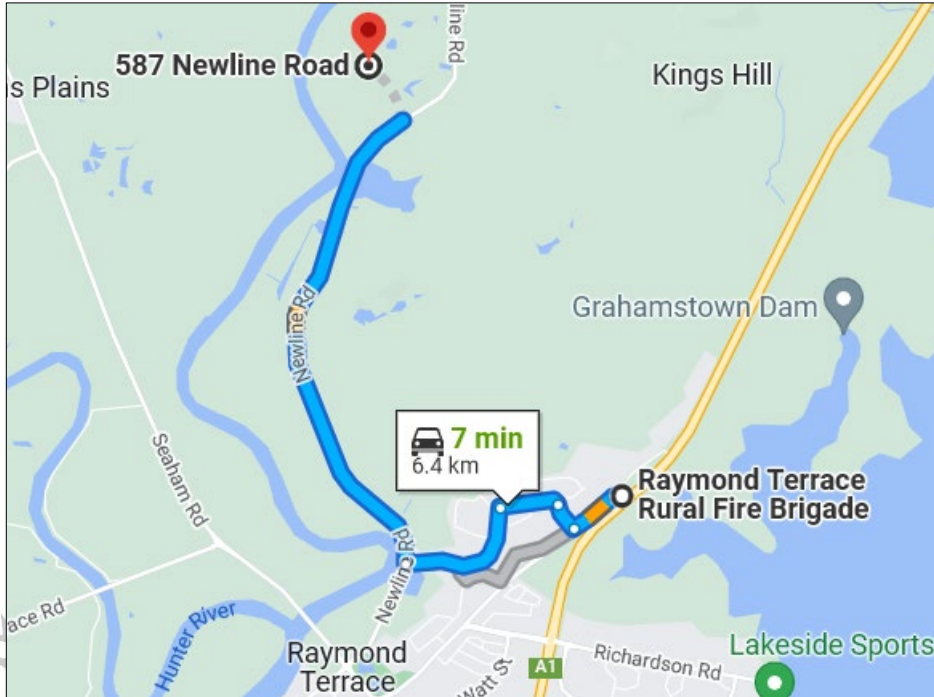 587 Newline Road
line Rd
s Plains
Kings Hill
Grahamstown Dam
Newline Rd
7 min
6.4 km
Raymond Terrace
Rural Fire Brigade
Seaham Rd
Newline Rd
ace Rd
Hunter River
Raymond
Terrace
Watt St
A1
Richardson Rd
Lakeside Sports